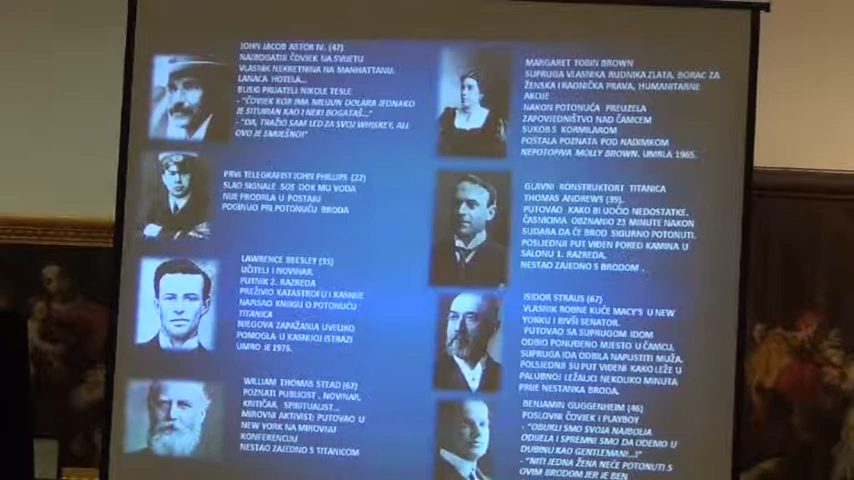 JOHN JACOB ASTOR IV. (47)
NAJBOGATIJI ČOVJEK NA SVIJETU
VLASNIK NEKRETNINA NA MANHATTANU,
LANACA HOTELA...
BLISKI PRIJATELJ NIKOLE TESLE
- "ČOVJEK KOJI IMA MILIJUN DOLARA JEDNAKO
JE SITUIRAN KAO I NEKI BOGATAŠ..."
- "DA, TRAŽIO SAM LED ZA SVOJ WHISKEY, ALI
OVO JE SMIJEŠNO!"
PRVI TELEGRAFIST JOHN PHILLIPS (22)
SLAO SIGNALE SOS DOK MU VODA
NIJE PRODRLA U POSTAJU
POGINUO PRI POTONUĆU BRODA
LAWRENCE BEESLEY (35)
UČITELJ I NOVINAR.
PUTNIK 2. RAZREDA
PREŽIVIO KATASTROFU I KASNIJE
NAPISAO KNJIGU O POTONUĆU
TITANICA
NJEGOVA ZAPAŽANJA UVELIKO
POMOGLA U KASNIJOJ ISTRAZI
UMRO JE 1976.
WILLIAM THOMAS STEAD (62)
POZNATI PUBLICIST, NOVINAR,
KRITIČAR, SPIRITUALIST...
MIROVNI AKTIVIST; PUTOVAO U
NEW YORK NA MIROVNU
KONFERENCIJU
NESTAO ZAJEDNO S TITANICOM
MARGARET TOBIN BROWN
SUPRUGA VLASNIKA RUDNIKA ZLATA, BORAC ZA
ŽENSKA I RADNIČKA PRAVA, HUMANITARNE
AKCIJE
NAKON POTONUĆA PREUZELA
ZAPOVJEDNIŠTVO NAD ČAMCEM
SUKOB S KORMILAROM
POSTALA POZNATA POD NADIMKOM
NEPOTOPIVA MOLLY BROWN. UMRLA 1965.
GLAVNI KONSTRUKTORI TITANICA
THOMAS ANDREWS (39).
PUTOVAO KAKO BI UOČIO NEDOSTATKE.
ČASNICIMA OBZNANIO 23 MINUTE NAKON
SUDARA DA ĆE BROD SIGURNO POTONUTI.
POSLJEDNJI PUT VIĐEN PORED KAMINA U
SALONU 1. RAZREDA.
NESTAO ZAJEDNO S BRODOM .
ISIDOR STRAUS (67)
VLASNIK ROBNE KUĆE MACY'S U NEW
YORKU I BIVŠI SENATOR.
PUTOVAO SA SUPRUGOM IDOM
ODBIO PONUĐENO MJESTO U ČAMCU,
SUPRUGA IDA ODBILA NAPUSTITI MUŽA.
POSLJEDNJI SU PUT VIĐENI KAKO LEŽE U
PALUBNOJ LEŽALJCI NEKOLIKO MINUTA
PRIJE NESTANKA BRODOM.
BENJAMIN GUGGENHEIM (46)
POSLOVNI ČOVJEK I PLAYBOY
- "OBUKLI SMO SVOJA NAJBOLJA
ODIJELA I SPREMNI SMO DA ODEMO U
DUBINU KAO GENTLEMANI...!"
- "NITI JEDNA ŽENA NEĆE POTONUTI S
OVIM BRODOM JER JE BEN